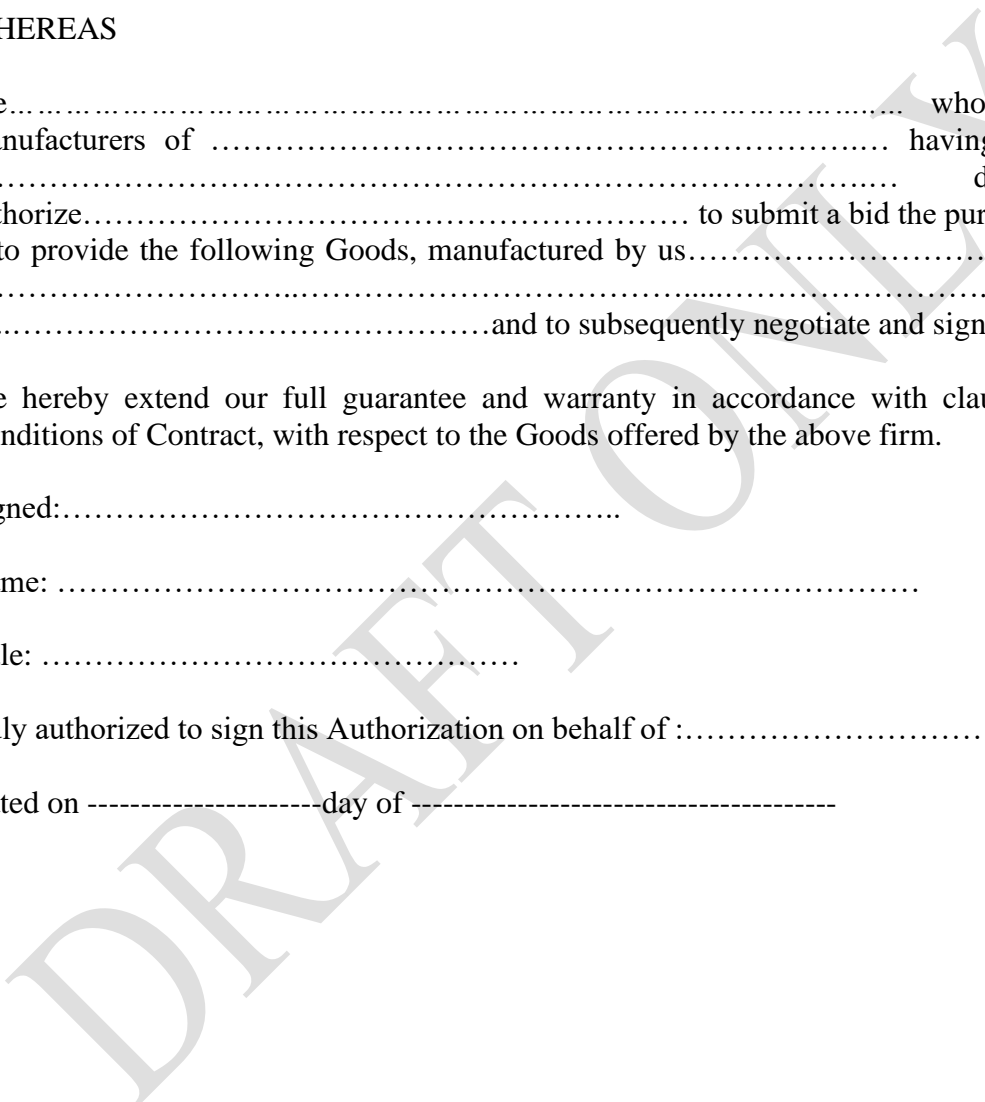 HEREAS
e…………………………………………………………………………………….…. who
anufacturers of ……………………………………………………….… having
…………………………………………………………………………….… d
thorize…………………………………………………… to submit a bid the pur
to provide the following Goods, manufactured by us……………………….
………………………..………………………………....……………………….
..………………………………………and to subsequently negotiate and sign
e hereby extend our full guarantee and warranty in accordance with clau
nditions of Contract, with respect to the Goods offered by the above firm.
gned:……………………………………………..
me: ………………………………………………………………………
le: ………………………………………
ly authorized to sign this Authorization on behalf of :………………………
ted on ----------------------day of ----------------------------------------
DRAFT ONLY